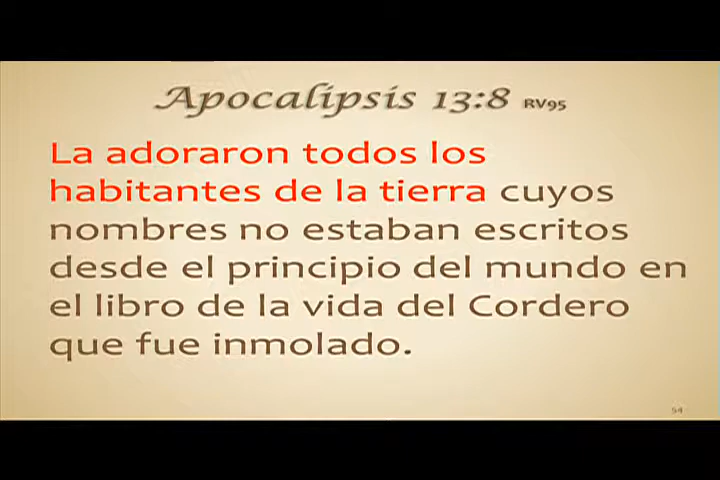 Apocalipsis 13:8 RV95
La adoraron todos los
habitantes de la tierra cuyos
nombres no estaban escritos
desde el principio del mundo en
el libro de la vida del Cordero
que fue inmolado.
94